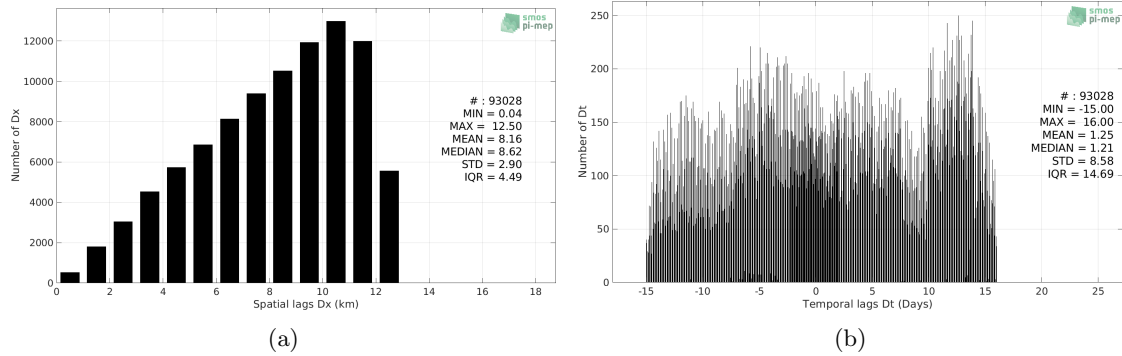 smos
pi-mep
12000
10000
8000
6000
4000
2000
0
Number of Dx
# : 93028
MIN = 0.04
MAX = 12.50
MEAN = 8.16
MEDIAN = 8.62
STD = 2.90
IQR = 4.49
0 2 4 6 8 10 12 14 16 18
Spatial lags Dx (km)
(a)
smos
pi-mep
250
200
150
100
50
0
Number of Dt
# : 93028
MIN = -15.00
MAX = 16.00
MEAN = 1.25
MEDIAN = 1.21
STD = 8.58
IQR = 14.69
-15 -10 -5 0 5 10 15 20 25
Temporal lags Dt (Days)
(b)